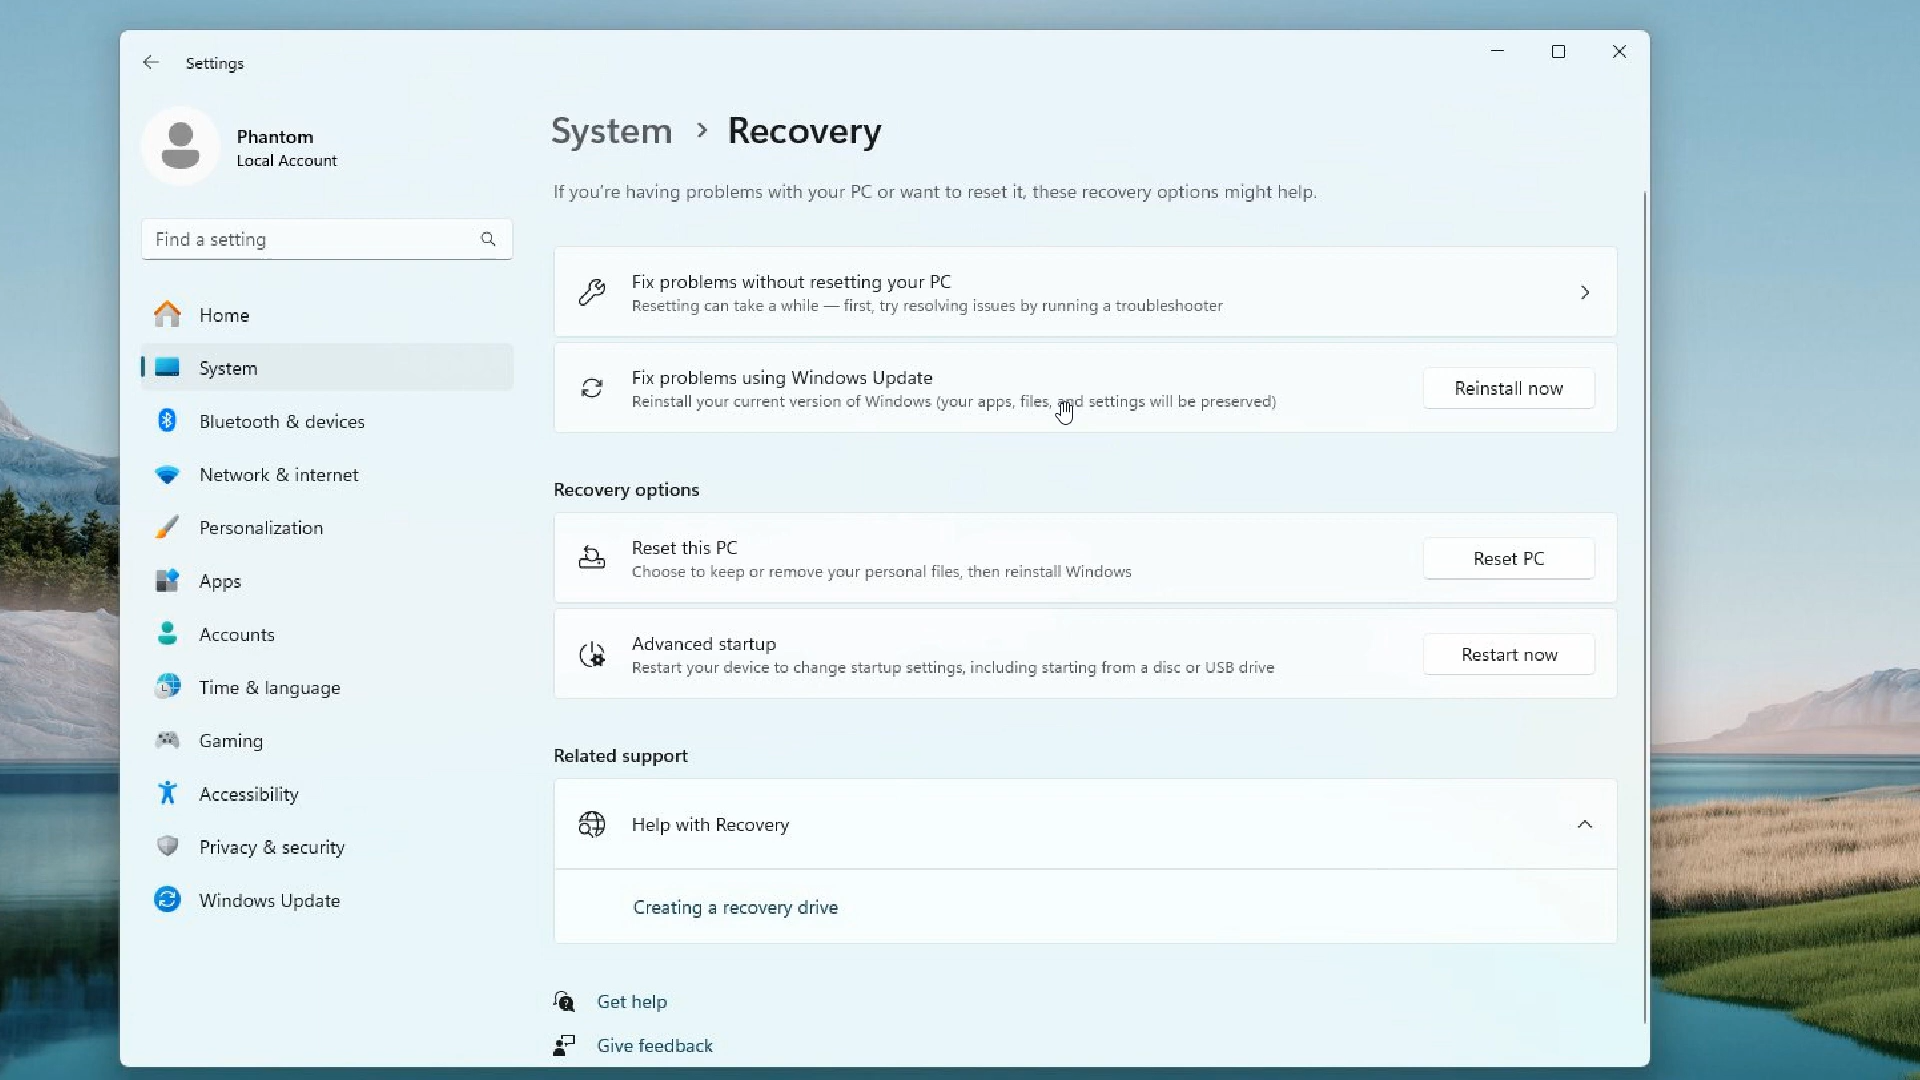 Settings
Phantom
Local Account
Find a setting
Home
System
Bluetooth & devices
Network & internet
Personalization
Apps
Accounts
Time & language
Gaming
Accessibility
Privacy & security
Windows Update
System > Recovery
If you're having problems with your PC or want to reset it, these recovery options might help.
Fix problems without resetting your PC
Resetting can take a while — first, try resolving issues by running a troubleshooter
Fix problems using Windows Update
Reinstall your current version of Windows (your apps, files, and settings will be preserved)
Reinstall now
Recovery options
Reset this PC
Choose to keep or remove your personal files, then reinstall Windows
Reset PC
Advanced startup
Restart your device to change startup settings, including starting from a disc or USB drive
Restart now
Related support
Help with Recovery
Creating a recovery drive
Get help
Give feedback